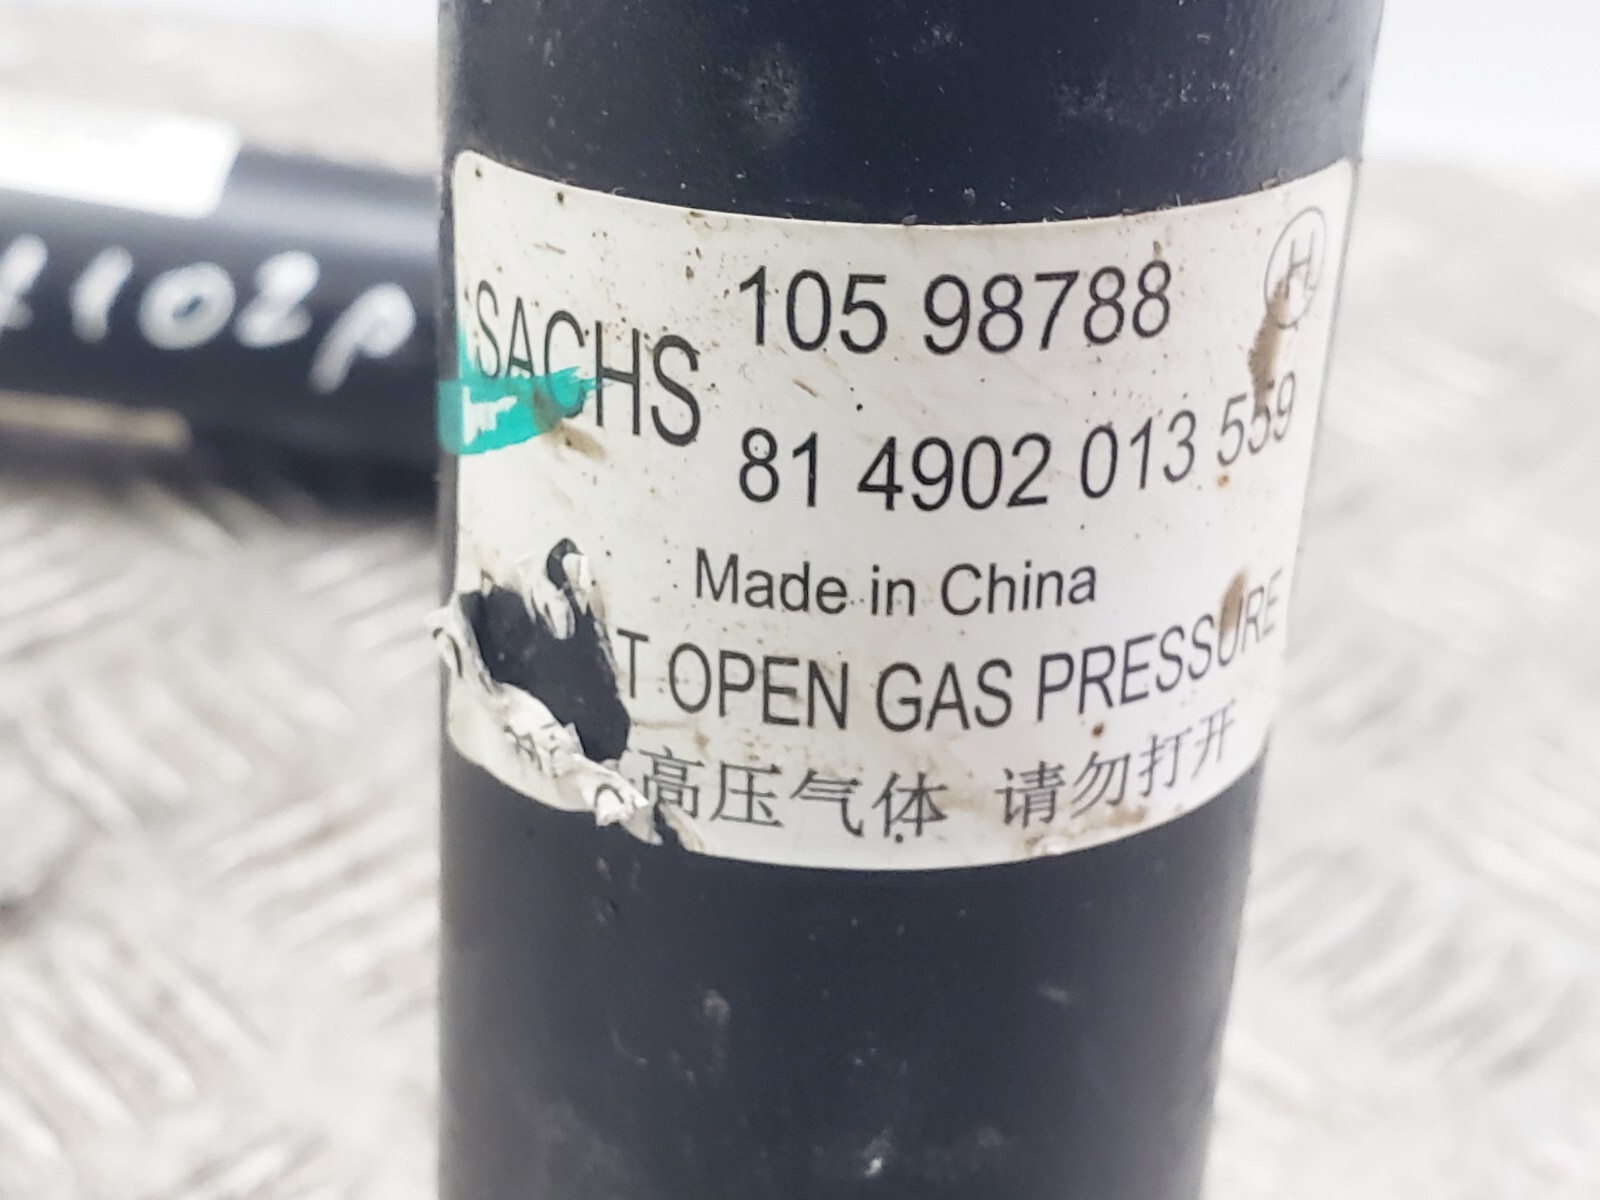 SACHS
105 98788
H
81 4902 013 559
Made in China
T OPEN GAS PRESSURE
高压气体 请勿打开